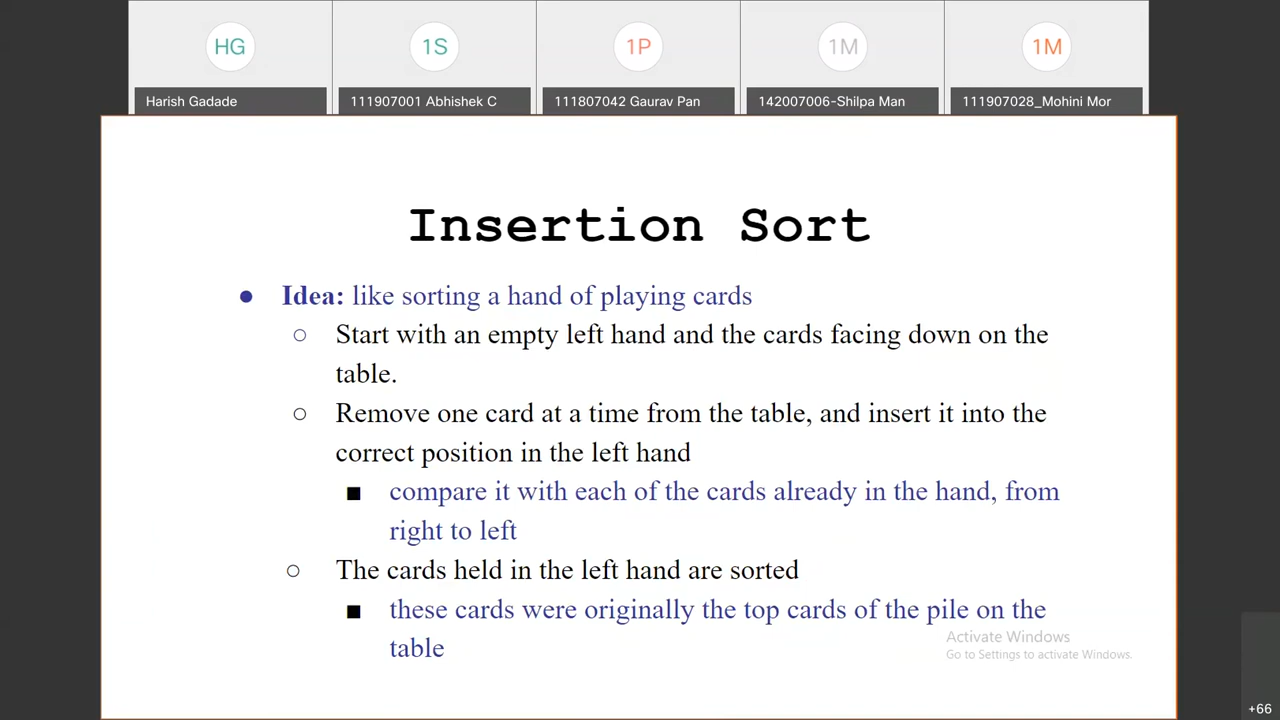 HG
1S
1P
1M
1M
Harish Gadade
111907001 Abhishek C
111807042 Gaurav Pan
142007006-Shilpa Man
111907028_Mohini Mor
Insertion Sort
● Idea: like sorting a hand of playing cards
○ Start with an empty left hand and the cards facing down on the
table.
○ Remove one card at a time from the table, and insert it into the
correct position in the left hand
■ compare it with each of the cards already in the hand, from
right to left
○ The cards held in the left hand are sorted
■ these cards were originally the top cards of the pile on the
table
Activate Windows
Go to Settings to activate Windows.
+66